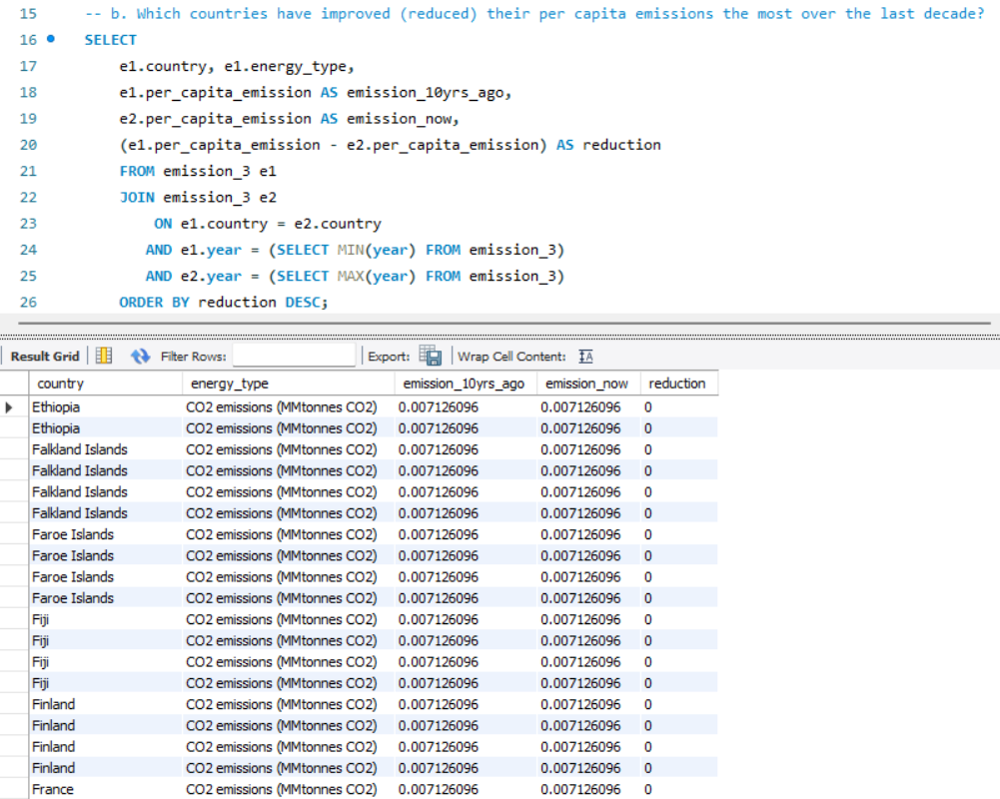 15 -- b. Which countries have improved (reduced) their per capita emissions the most over the last decade?
16 SELECT
17 e1.country, e1.energy_type,
18 e1.per_capita_emission AS emission_10yrs_ago,
19 e2.per_capita_emission AS emission_now,
20 (e1.per_capita_emission - e2.per_capita_emission) AS reduction
21 FROM emission_3 e1
22 JOIN emission_3 e2
23 ON e1.country = e2.country
24 AND e1.year = (SELECT MIN(year) FROM emission_3)
25 AND e2.year = (SELECT MAX(year) FROM emission_3)
26 ORDER BY reduction DESC;
Result Grid Filter Rows: Export: Wrap Cell Content: IA
country energy_type emission_10yrs_ago emission_now reduction
Ethiopia CO2 emissions (MMtonnes CO2) 0.007126096 0.007126096 0
Ethiopia CO2 emissions (MMtonnes CO2) 0.007126096 0.007126096 0
Falkland Islands CO2 emissions (MMtonnes CO2) 0.007126096 0.007126096 0
Falkland Islands CO2 emissions (MMtonnes CO2) 0.007126096 0.007126096 0
Falkland Islands CO2 emissions (MMtonnes CO2) 0.007126096 0.007126096 0
Falkland Islands CO2 emissions (MMtonnes CO2) 0.007126096 0.007126096 0
Faroe Islands CO2 emissions (MMtonnes CO2) 0.007126096 0.007126096 0
Faroe Islands CO2 emissions (MMtonnes CO2) 0.007126096 0.007126096 0
Faroe Islands CO2 emissions (MMtonnes CO2) 0.007126096 0.007126096 0
Faroe Islands CO2 emissions (MMtonnes CO2) 0.007126096 0.007126096 0
Fiji CO2 emissions (MMtonnes CO2) 0.007126096 0.007126096 0
Fiji CO2 emissions (MMtonnes CO2) 0.007126096 0.007126096 0
Fiji CO2 emissions (MMtonnes CO2) 0.007126096 0.007126096 0
Fiji CO2 emissions (MMtonnes CO2) 0.007126096 0.007126096 0
Finland CO2 emissions (MMtonnes CO2) 0.007126096 0.007126096 0
Finland CO2 emissions (MMtonnes CO2) 0.007126096 0.007126096 0
Finland CO2 emissions (MMtonnes CO2) 0.007126096 0.007126096 0
Finland CO2 emissions (MMtonnes CO2) 0.007126096 0.007126096 0
France CO2 emissions (MMtonnes CO2) 0.007126096 0.007126096 0